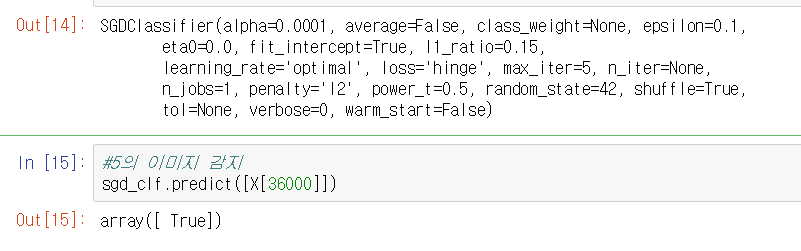 Out[14]: SGDClassifier(alpha=0.0001, average=False, class_weight=None, epsilon=0.1,
eta0=0.0, fit_intercept=True, l1_ratio=0.15,
learning_rate='optimal', loss='hinge', max_iter=5, n_iter=None,
n_jobs=1, penalty='l2', power_t=0.5, random_state=42, shuffle=True,
tol=None, verbose=0, warm_start=False)
In [15]: #5의 이미지 감지
sgd_clf.predict([X[36000]])
Out[15]: array([ True])